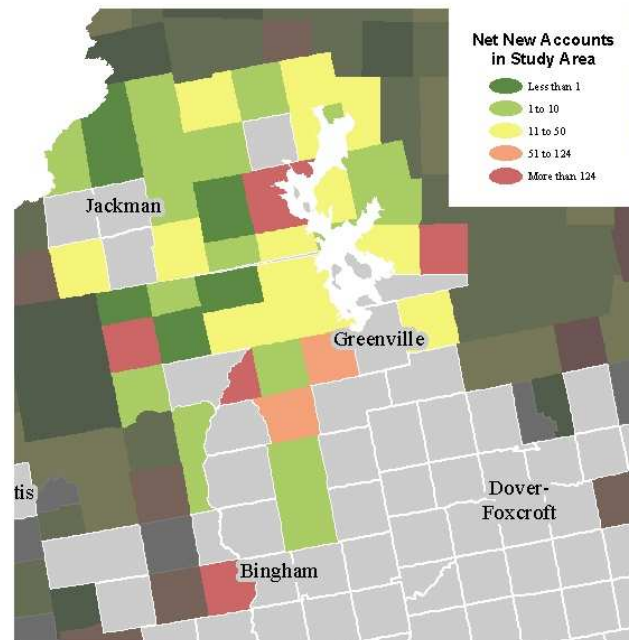 Net New Accounts
in Study Area
Less than 1
1 to 10
11 to 50
51 to 124
More than 124
Jackman
Greenville
tis
Dover-
Foxcroft
Bingham